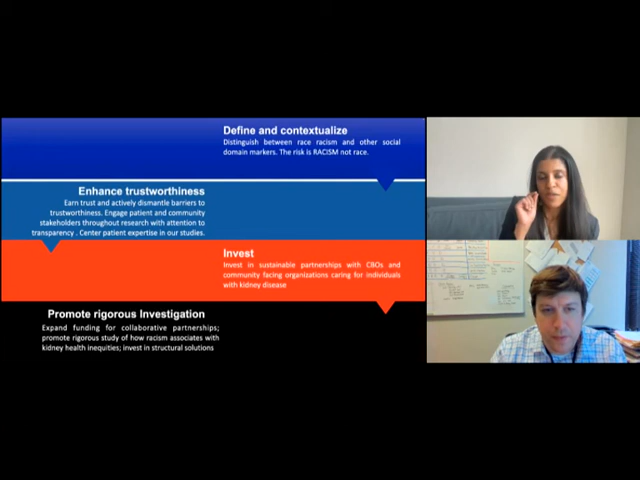 Define and contextualize
Distinguish between race racism and other social
domain markers. The risk is RACISM not race.
Enhance trustworthiness
Earn trust and actively dismantle barriers to
trustworthiness. Engage patient and community
stakeholders throughout research with attention to
transparency . Center patient expertise in our studies.
Invest
Invest in sustainable partnerships with CBOs and
community facing organizations caring for individuals
with kidney disease
Promote rigorous Investigation
Expand funding for collaborative partnerships;
promote rigorous study of how racism associates with
kidney health inequities; invest in structural solutions